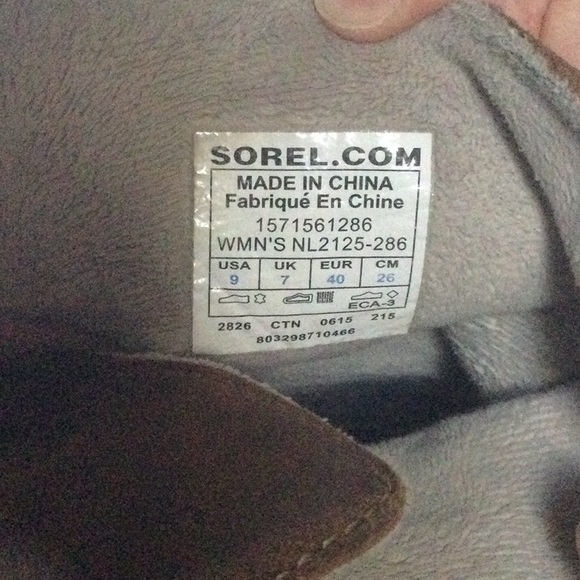 SOREL.COM
MADE IN CHINA
Fabriqué En Chine
1571561286
WMN'S NL2125-286
USA UK EUR CM
9 7 40 26
ECA-3
2826 CTN 0615 215
803298710466